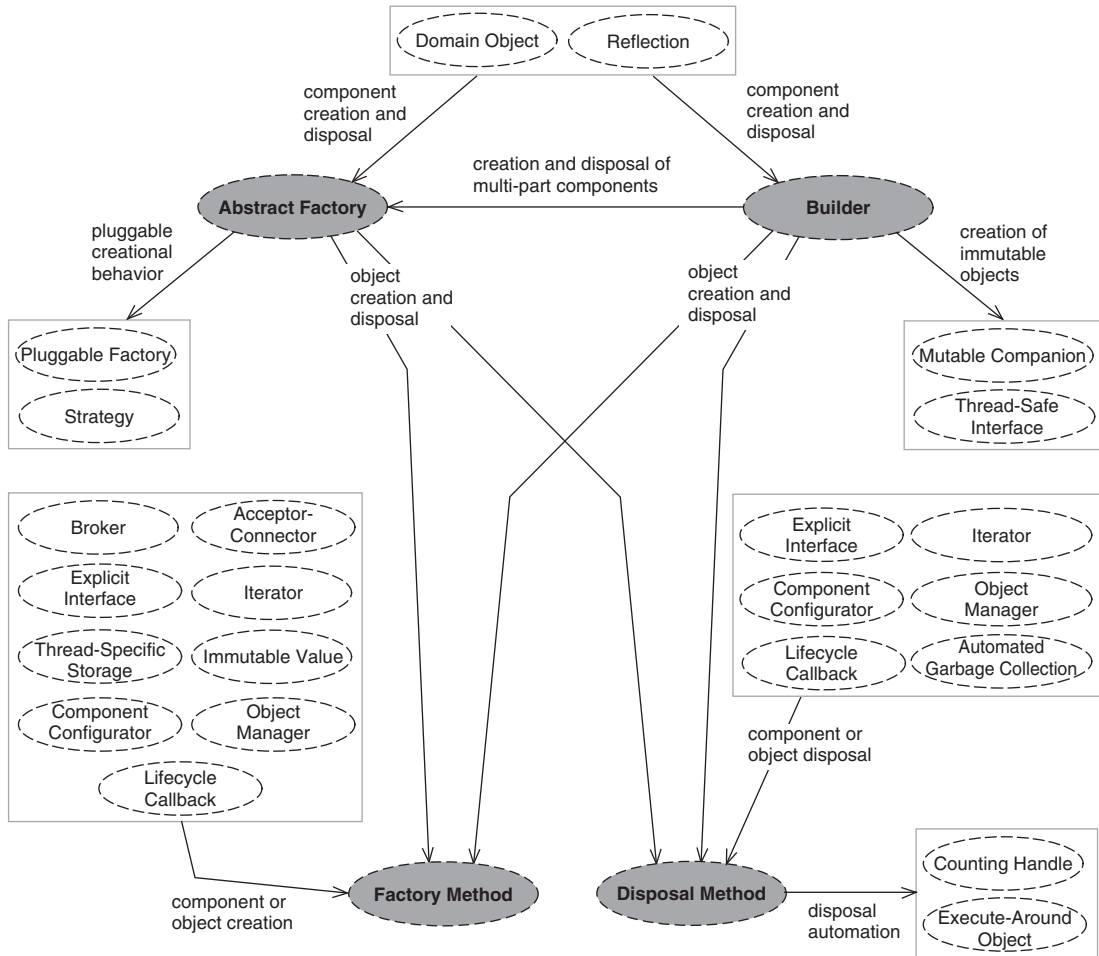 Domain Object
Reflection
component
creation and
disposal
component
creation and
disposal
creation and disposal of
multi-part components
Abstract Factory
Builder
pluggable
creational
behavior
object
creation and
disposal
object
creation and
disposal
creation of
immutable
objects
Pluggable Factory
Strategy
Mutable Companion
Thread-Safe
Interface
Broker
Acceptor-
Connector
Explicit
Interface
Iterator
Thread-Specific
Storage
Immutable Value
Component
Configurator
Object
Manager
Lifecycle
Callback
Explicit
Interface
Iterator
Component
Configurator
Object
Manager
Lifecycle
Callback
Automated
Garbage Collection
component or
object disposal
component or
object creation
Factory Method
Disposal Method
disposal
automation
Counting Handle
Execute-Around
Object